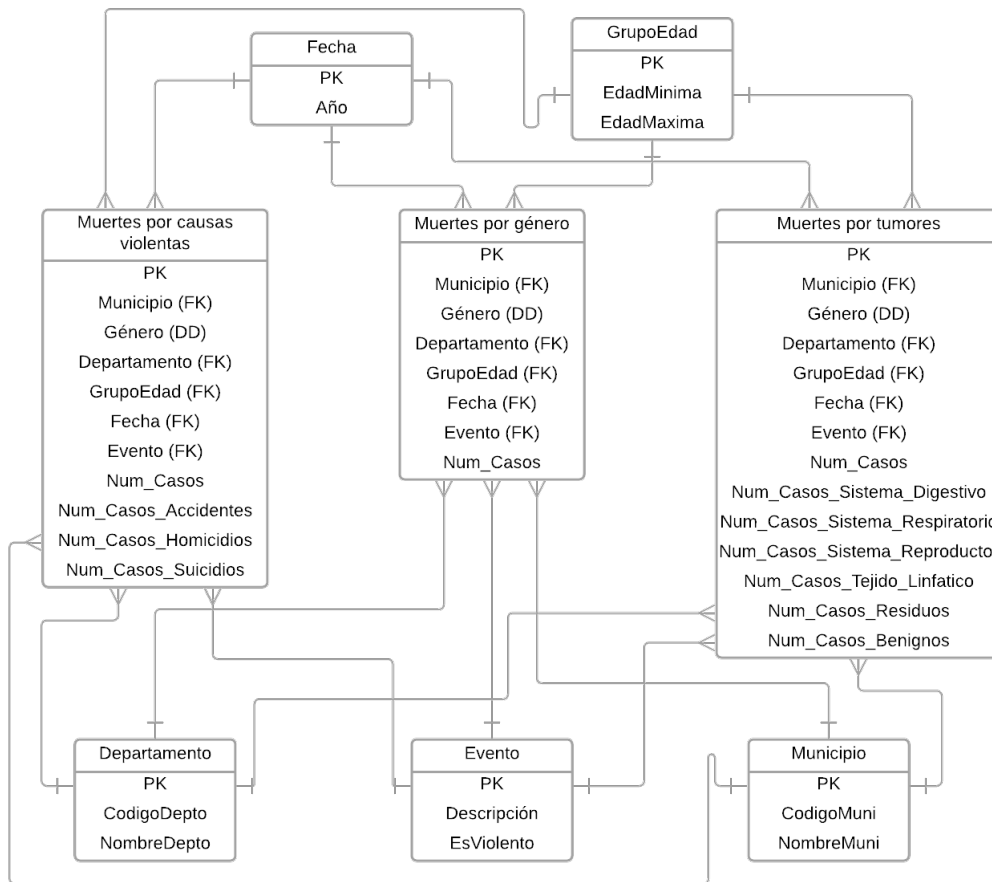 Fecha
PK
Año
GrupoEdad
PK
EdadMinima
EdadMaxima
Muertes por causas
violentas
PK
Municipio (FK)
Género (DD)
Departamento (FK)
GrupoEdad (FK)
Fecha (FK)
Evento (FK)
Num_Casos
Num_Casos_Accidentes
Num_Casos_Homicidios
Num_Casos_Suicidios
Muertes por género
PK
Municipio (FK)
Género (DD)
Departamento (FK)
GrupoEdad (FK)
Fecha (FK)
Evento (FK)
Num_Casos
Muertes por tumores
PK
Municipio (FK)
Género (DD)
Departamento (FK)
GrupoEdad (FK)
Fecha (FK)
Evento (FK)
Num_Casos
Num_Casos_Sistema_Digestivo
Num_Casos_Sistema_Respiratorio
Num_Casos_Sistema_Reproducto
Num_Casos_Tejido_Linfatico
Num_Casos_Residuos
Num_Casos_Benignos
Departamento
PK
CodigoDepto
NombreDepto
Evento
PK
Descripción
EsViolento
Municipio
PK
CodigoMuni
NombreMuni